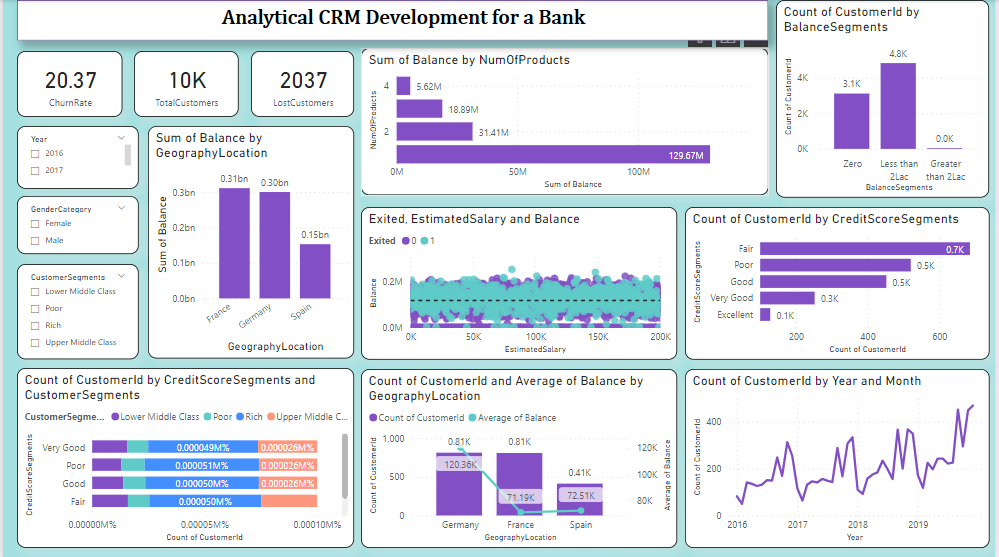 Analytical CRM Development for a Bank
20.37
ChurnRate
10K
TotalCustomers
2037
LostCustomers
Year
2016
2017
GenderCategory
Female
Male
CustomerSegments
Lower Middle Class
Poor
Rich
Upper Middle Class
Sum of Balance by
GeographyLocation
Sum of Balance
0.3bn
0.2bn
0.1bn
0.0bn
0.31bn
0.30bn
0.15bn
France
Germany
Spain
GeographyLocation
Sum of Balance by NumOfProducts
NumOfProducts
4
2
5.62M
18.89M
31.41M
129.67M
0M
50M
100M
Sum of Balance
Count of CustomerId by
BalanceSegments
Count of CustomerId
4K
2K
0K
3.1K
4.8K
0.0K
Zero
Less than
2Lac
Greater
than 2Lac
BalanceSegments
Exited, EstimatedSalary and Balance
Exited
0
1
Balance
0.2M
0.0M
0K
50K
100K
150K
200K
EstimatedSalary
Count of CustomerId by CreditScoreSegments
CreditScoreSegments
Fair
0.7K
Poor
0.5K
Good
0.5K
Very Good
0.3K
Excellent
0.1K
200
400
600
Count of CustomerId
Count of CustomerId by CreditScoreSegments and
CustomerSegments
CustomerSegme...
Lower Middle Class
Poor
Rich
Upper Middle C...
CreditScoreSegments
Very Good
0.000049M%
0.000026M%
Poor
0.000051M%
0.000026M%
Good
0.000050M%
0.000026M%
Fair
0.000050M%
0.00000M%
0.00005M%
0.00010M%
Count of CustomerId
Count of CustomerId and Average of Balance by
GeographyLocation
Count of CustomerId
Average of Balance
Count of CustomerId
1,000
500
0
0.81K
0.81K
0.41K
120.36K
71.19K
72.51K
120K
100K
80K
Average of Balance
Germany
France
Spain
GeographyLocation
Count of CustomerId by Year and Month
Count of CustomerId
400
200
0
2016
2017
2018
2019
Year